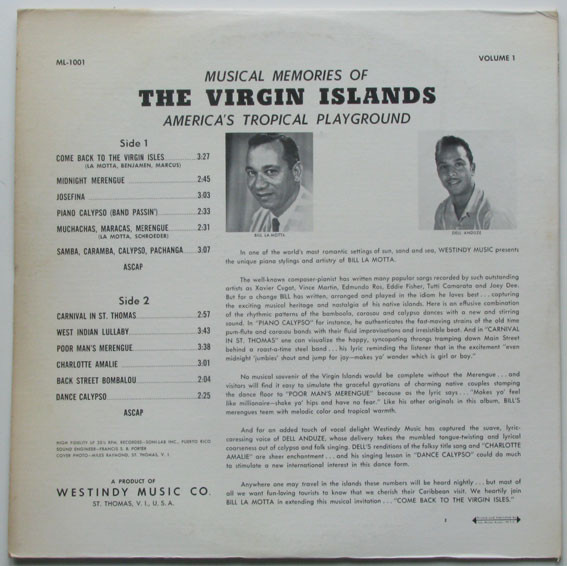 ML-1001
VOLUME 1
MUSICAL MEMORIES OF
THE VIRGIN ISLANDS
AMERICA'S TROPICAL PLAYGROUND
Side 1
COME BACK TO THE VIRGIN ISLES 3:27
(LA MOTTA, BENJAMEN, MARCUS)
MIDNIGHT MERENGUE 2:45
JOSEFINA 3:03
PIANO CALYPSO (BAND PASSIN') 2:33
MUCHACHAS, MARACAS, MERENGUE 2:31
(LA MOTTA, SCHROEDER)
SAMBA, CARAMBA, CALYPSO, PACHANGA 3:07
ASCAP
Side 2
CARNIVAL IN ST. THOMAS 2:57
WEST INDIAN LULLABY 3:43
POOR MAN'S MERENGUE 3:38
CHARLOTTE AMALIE 3:01
BACK STREET BOMBALOU 2:04
DANCE CALYPSO 2:25
ASCAP
HIGH FIDELITY LP 33⅓ RPM. RECORDER-
SOUND ENGINEER-FRANCIS S. & PORTER
COVER PHOTO-MILES RAYMOND, ST. THOMAS, V. I.
A PRODUCT OF
WESTINDY MUSIC CO.
ST. THOMAS, V. I., U. S. A.
BILL LA MOTTA
DELL ANDUZE
In one of the world's most romantic settings of sun, sand and sea, WESTINDY MUSIC presents
the unique piano stylings and artistry of BILL LA MOTTA.
The well-known composer-pianist has written many popular songs recorded by such outstanding
artists as Xavier Cugat, Vince Martin, Edmundo Ros, Eddie Fisher, Tutti Camarata and Joey Dee.
But for a change BILL has written, arranged and played in the idiom he loves best . . . capturing
the exciting musical heritage and nostalgia of his native islands. Here is an effusive combination
of the rhythmic patterns of the bamboula, careso and calypso dances with a new and stirring
sound. In "PIANO CALYPSO" for instance, he authenticates the fast-moving strains of the old time
pum-flute and caracau bands with their fluid improvisations and irresistible beat. And in "CARNIVAL
IN ST. THOMAS" one can visualize the happy, syncopating throngs tramping down Main Street
behind a roast-a-time steel band . . . his lyric reminding the listener that in the excitement "even
midnight 'jumbies' shout and jump for joy—makes yo' wonder which is girl or boy."
No musical souvenir of the Virgin Islands would be complete without the Merengue . . . and
visitors will find it easy to simulate the graceful gyrations of charming native couples stomping
the dance floor to "POOR MAN'S MERENGUE" because as the lyric says . . . "Makes yo' feel
like millionaire—shake yo' hips and have no fear." Like his other originals in this album, BILL'S
merengues teem with melodic color and tropical warmth.
And for an added touch of vocal delight Westindy Music has captured the suave, lyric-
caressing voice of DELL ANDUZE, whose delivery takes the mumbled tongue-twisting and lyrical
coarseness out of calypso and folk singing. DELL'S renditions of the folksy title song and "CHARLOTTE
AMALIE" are sheer enchantment . . . and his singing lesson in "DANCE CALYPSO" could do much
to stimulate a new international interest in this dance form.
Anywhere one may travel in the islands these numbers will be heard nightly . . . but most of
all we want fun-loving tourists to know that we cherish their Caribbean visit. We heartily join
BILL LA MOTTA in extending this musical invitation . . . "COME BACK TO THE VIRGIN ISLES."